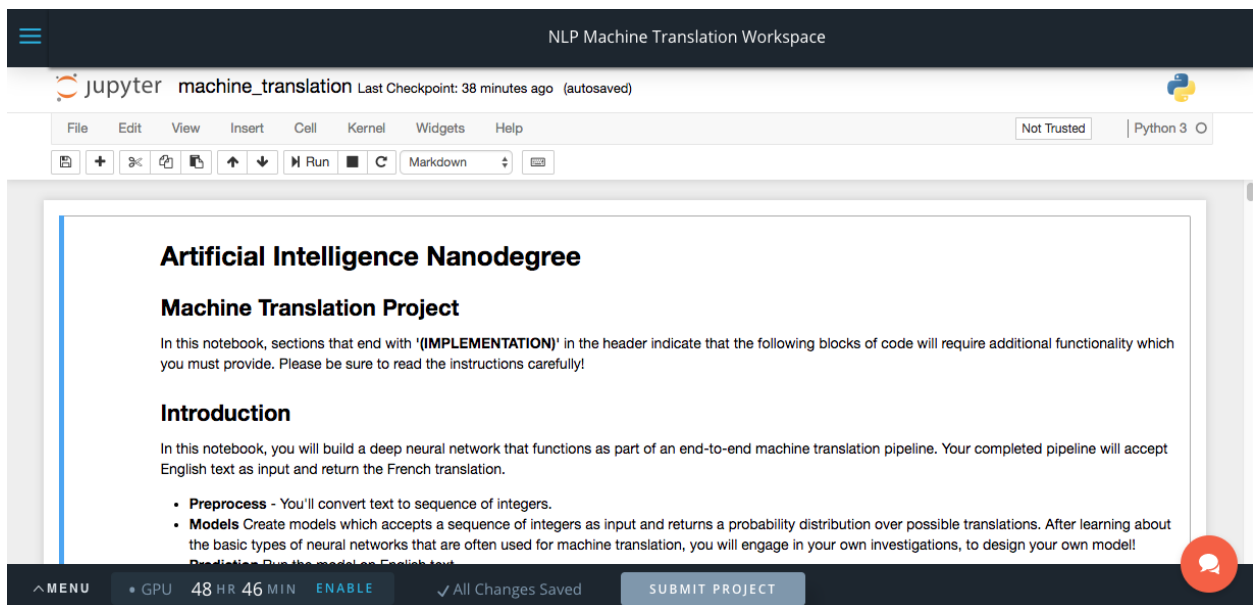 NLP Machine Translation Workspace
jupyter machine_translation Last Checkpoint: 38 minutes ago (autosaved)
File Edit View Insert Cell Kernel Widgets Help Not Trusted Python 3
Run Markdown
Artificial Intelligence Nanodegree
Machine Translation Project
In this notebook, sections that end with '(IMPLEMENTATION)' in the header indicate that the following blocks of code will require additional functionality which
you must provide. Please be sure to read the instructions carefully!
Introduction
In this notebook, you will build a deep neural network that functions as part of an end-to-end machine translation pipeline. Your completed pipeline will accept
English text as input and return the French translation.
• Preprocess - You'll convert text to sequence of integers.
• Models Create models which accepts a sequence of integers as input and returns a probability distribution over possible translations. After learning about
the basic types of neural networks that are often used for machine translation, you will engage in your own investigations, to design your own model!
Prediction Run the model on English text
MENU • GPU 48 HR 46 MIN ENABLE ✓ All Changes Saved SUBMIT PROJECT